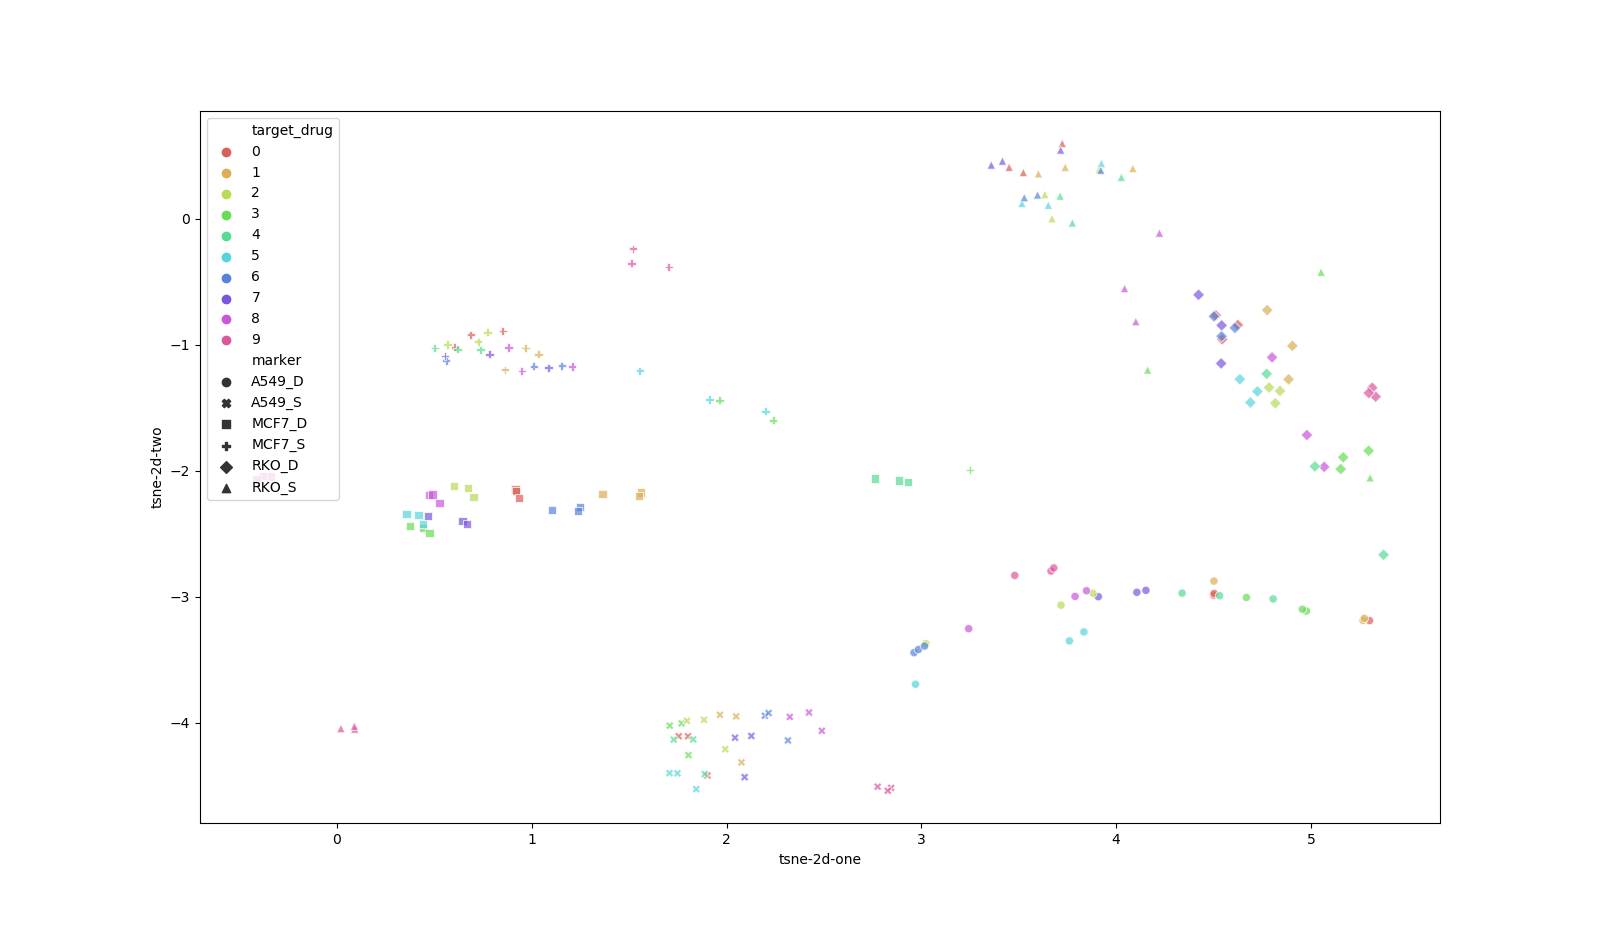 target_drug
0
1
2
3
4
5
6
7
8
9
marker
A549_D
A549_S
MCF7_D
MCF7_S
RKO_D
RKO_S
0
−1
−2
−3
−4
tsne-2d-two
0 1 2 3 4 5
tsne-2d-one